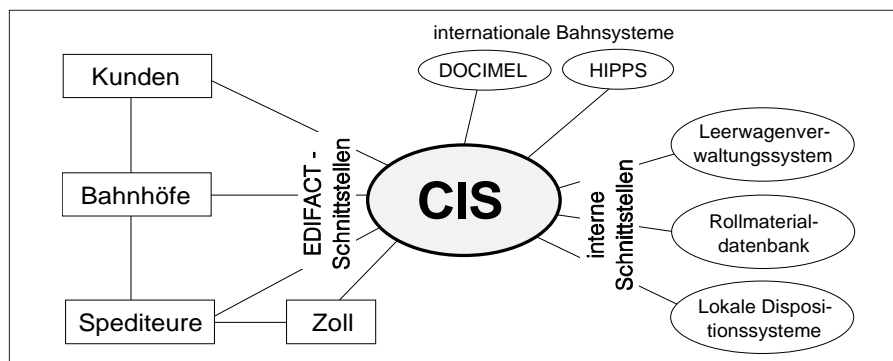 internationale Bahnsysteme
DOCIMEL
HIPPS
Kunden
Bahnhöfe
Spediteure
Zoll
EDIFACT -
Schnittstellen
CIS
interne
Schnittstellen
Leerwagenver-
waltungssystem
Rollmaterial-
datenbank
Lokale Disposi-
tionssysteme